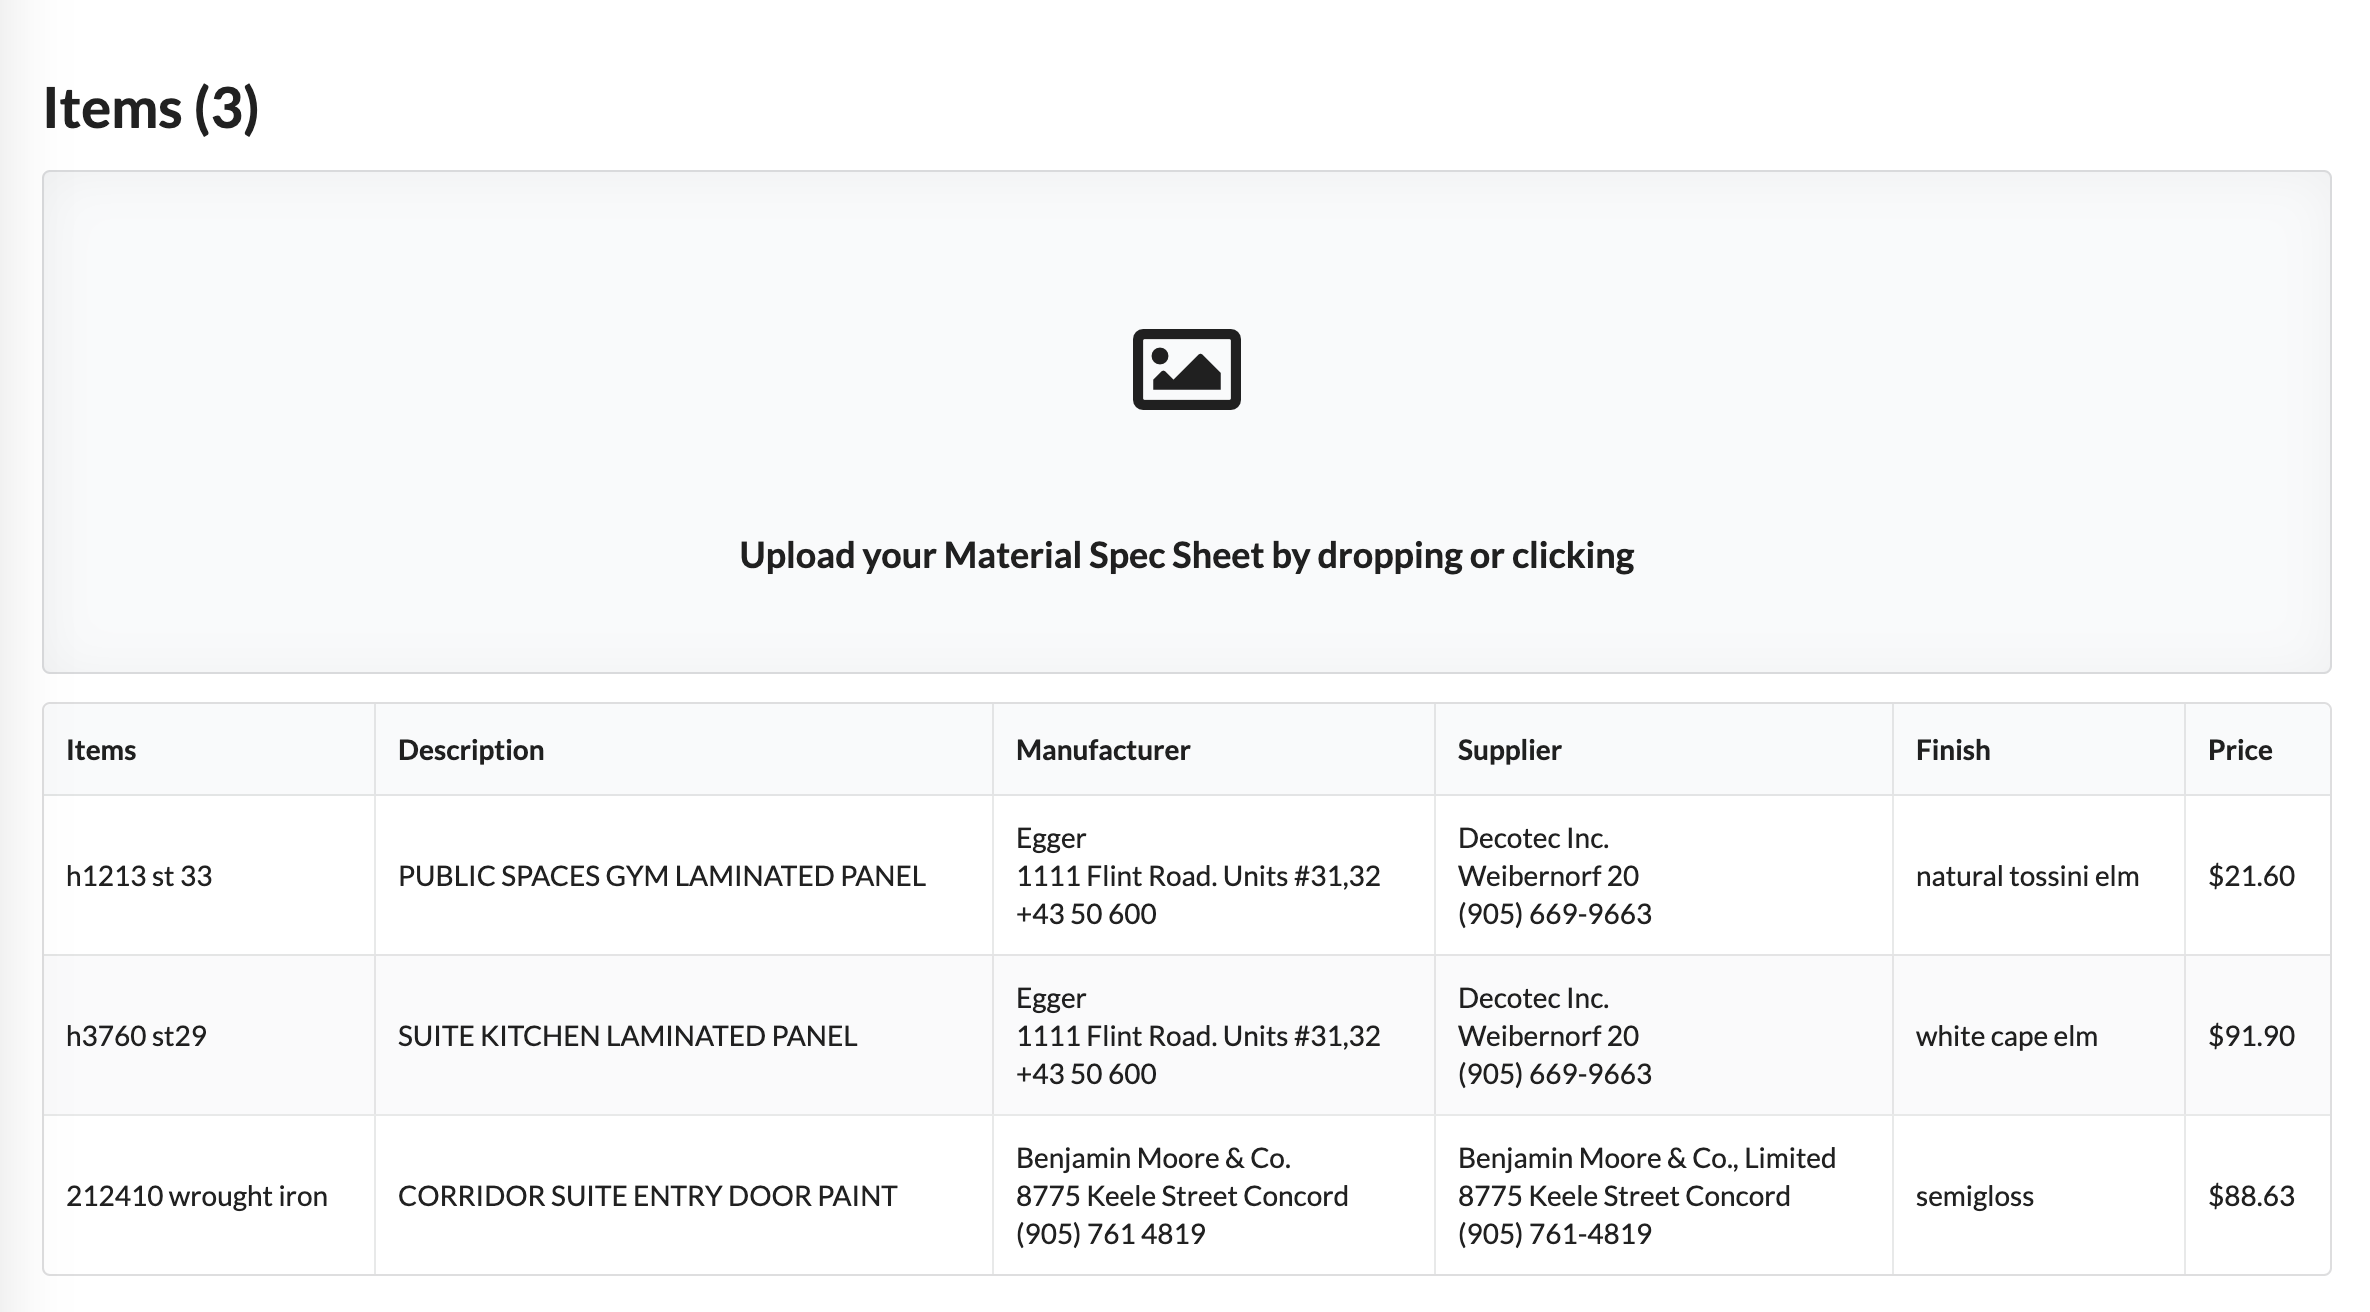 Items (3)
Upload your Material Spec Sheet by dropping or clicking
Items Description Manufacturer Supplier Finish Price
h1213 st 33
PUBLIC SPACES GYM LAMINATED PANEL
Egger
1111 Flint Road. Units #31,32
+43 50 600
Decotec Inc.
Weibernorf 20
(905) 669-9663
natural tossini elm
$21.60
h3760 st29
SUITE KITCHEN LAMINATED PANEL
Egger
1111 Flint Road. Units #31,32
+43 50 600
Decotec Inc.
Weibernorf 20
(905) 669-9663
white cape elm
$91.90
212410 wrought iron
CORRIDOR SUITE ENTRY DOOR PAINT
Benjamin Moore & Co.
8775 Keele Street Concord
(905) 761 4819
Benjamin Moore & Co., Limited
8775 Keele Street Concord
(905) 761-4819
semigloss
$88.63